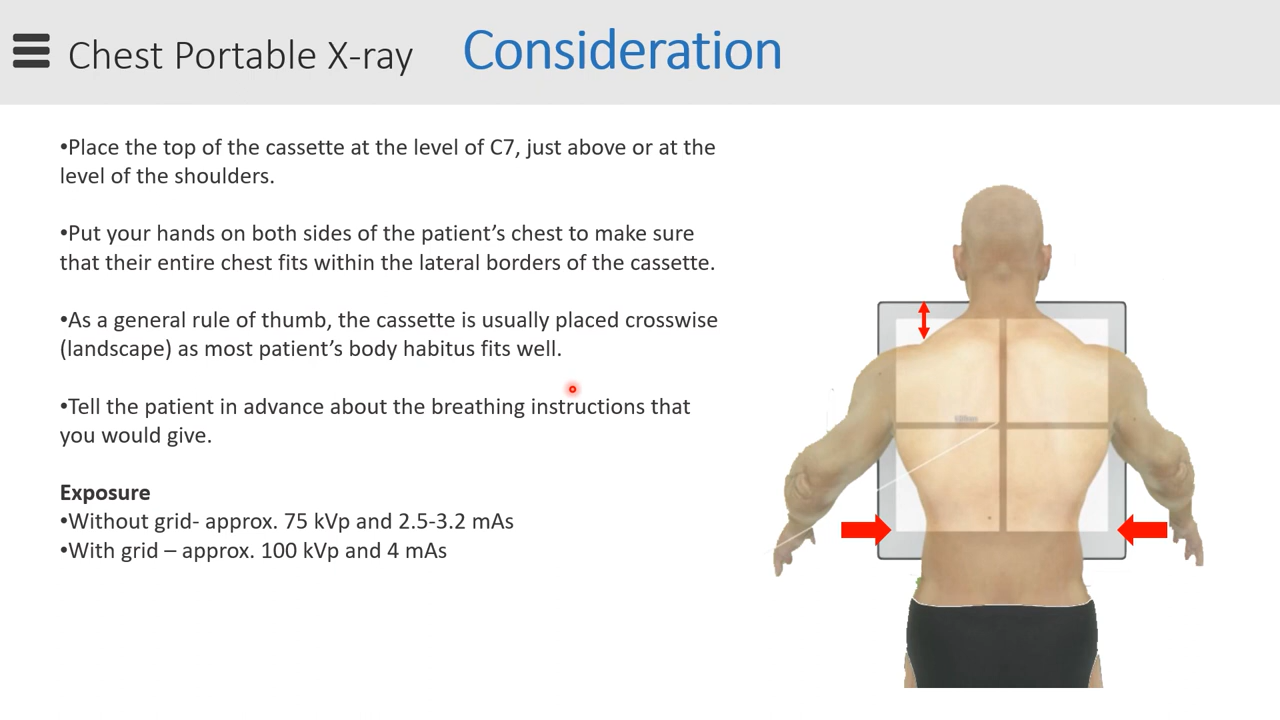 Chest Portable X-ray Consideration
•Place the top of the cassette at the level of C7, just above or at the
level of the shoulders.
•Put your hands on both sides of the patient’s chest to make sure
that their entire chest fits within the lateral borders of the cassette.
•As a general rule of thumb, the cassette is usually placed crosswise
(landscape) as most patient’s body habitus fits well.
•Tell the patient in advance about the breathing instructions that
you would give.
Exposure
•Without grid- approx. 75 kVp and 2.5-3.2 mAs
•With grid – approx. 100 kVp and 4 mAs